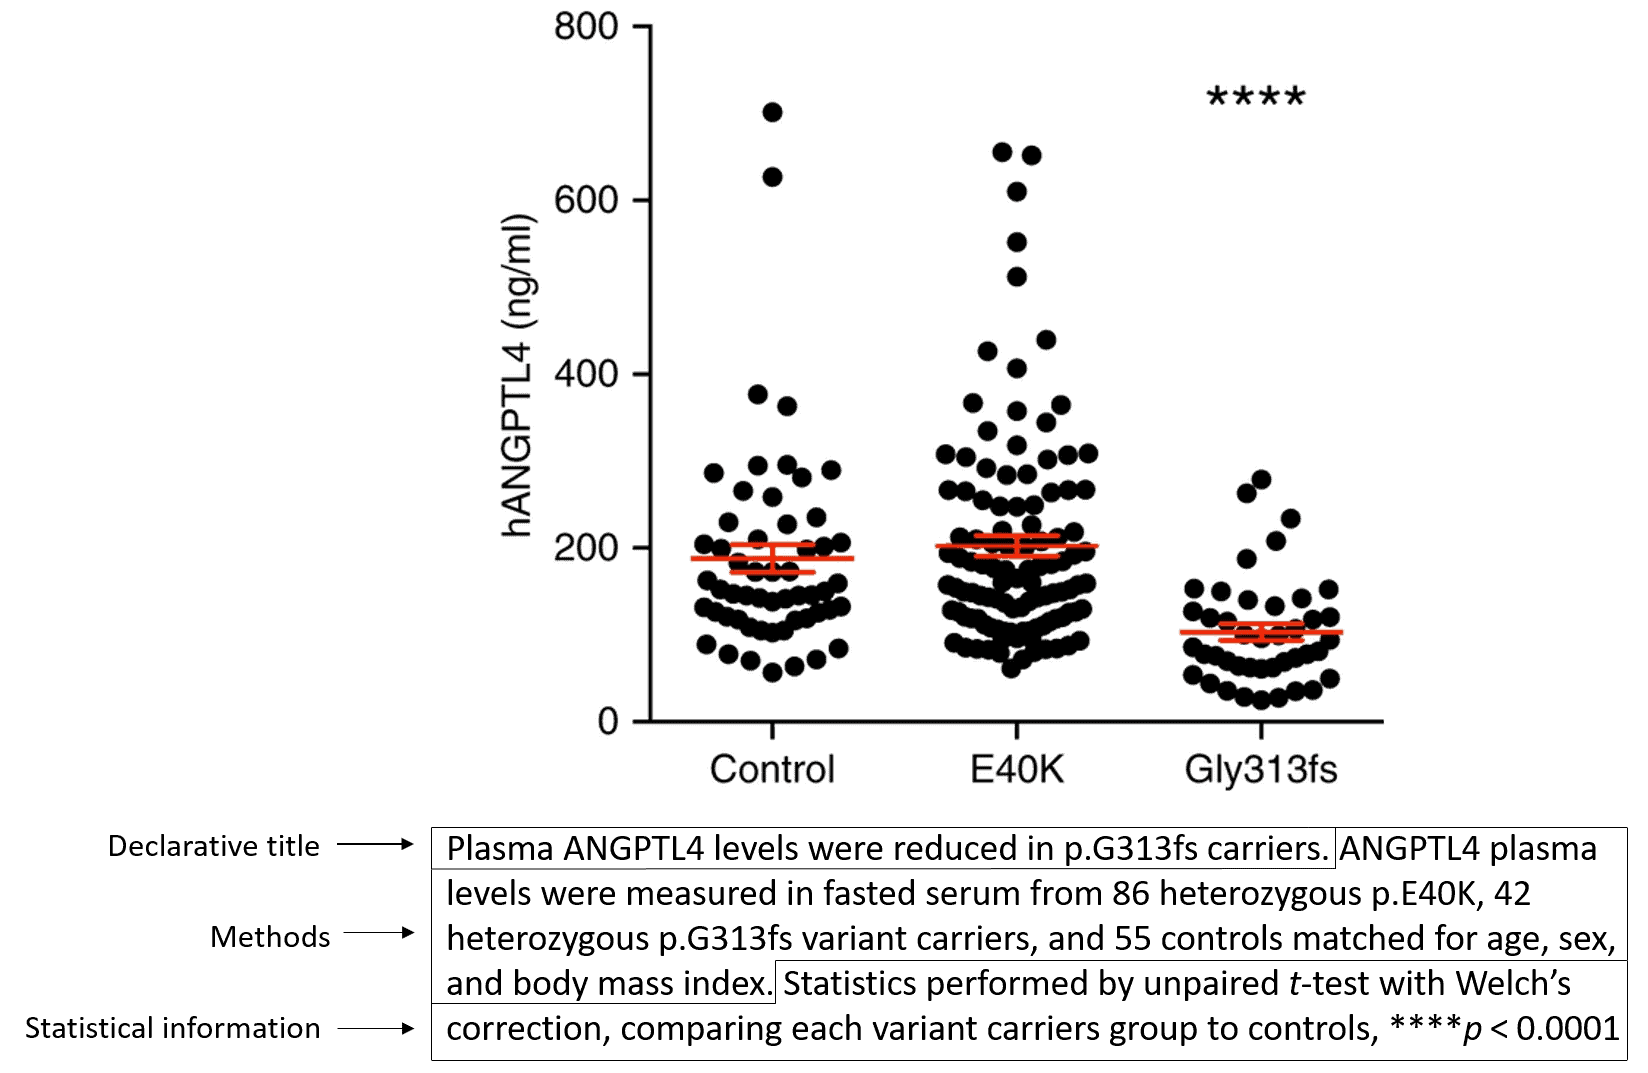 800
****
600
400
200
0
hANGPTL4 (ng/ml)
Control E40K Gly313fs
Declarative title
Plasma ANGPTL4 levels were reduced in p.G313fs carriers. ANGPTL4 plasma
levels were measured in fasted serum from 86 heterozygous p.E40K, 42
Methods
heterozygous p.G313fs variant carriers, and 55 controls matched for age, sex,
and body mass index. Statistics performed by unpaired t-test with Welch’s
Statistical information
correction, comparing each variant carriers group to controls, ****p < 0.0001